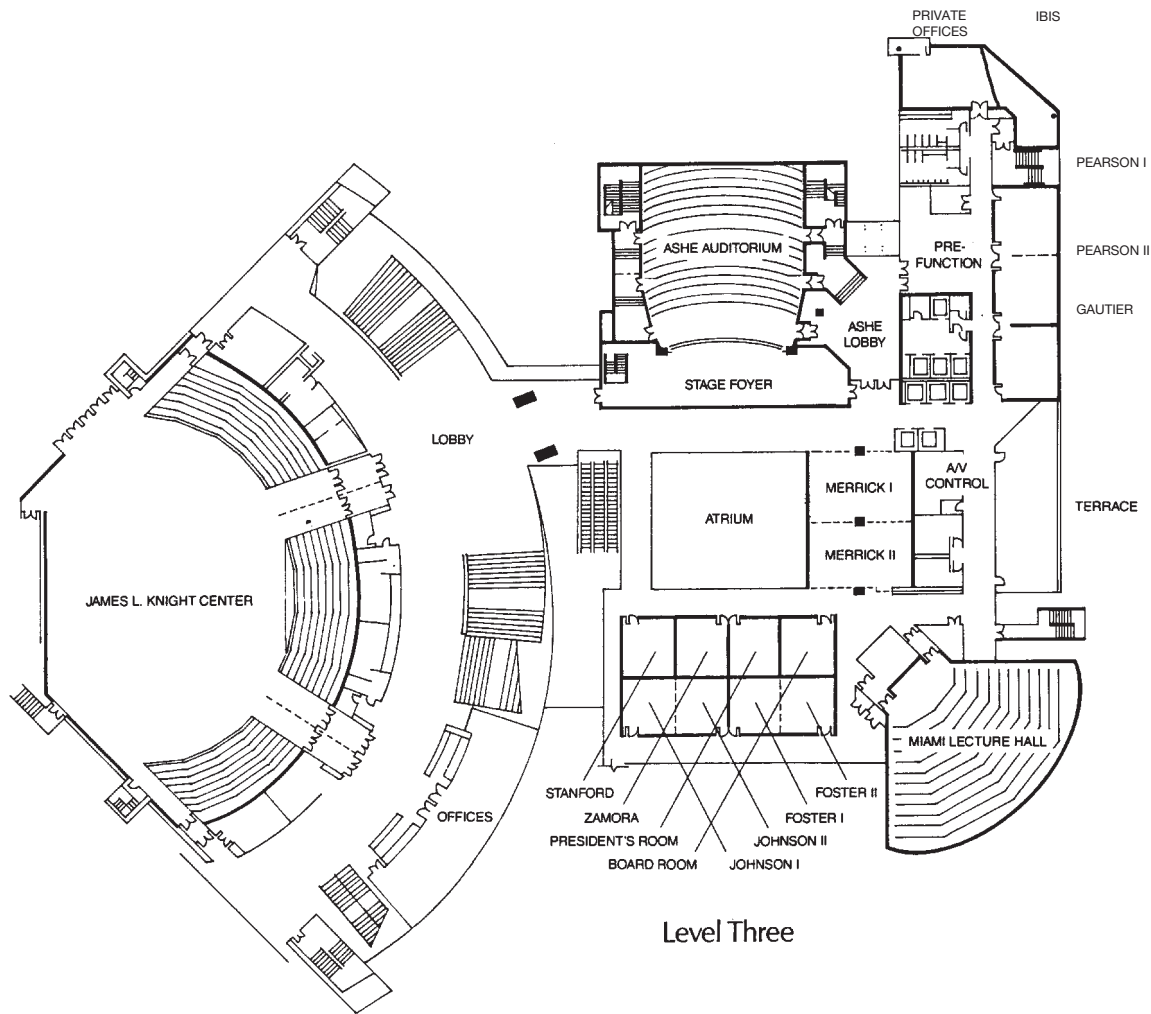 PRIVATE
OFFICES
IBIS
PEARSON I
ASHE AUDITORIUM
PRE-
FUNCTION
PEARSON II
GAUTIER
ASHE
LOBBY
STAGE FOYER
LOBBY
A/V
CONTROL
MERRICK I
TERRACE
ATRIUM
MERRICK II
JAMES L. KNIGHT CENTER
MIAMI LECTURE HALL
STANFORD
FOSTER II
OFFICES
ZAMORA
FOSTER I
PRESIDENT'S ROOM
JOHNSON II
BOARD ROOM
JOHNSON I
Level Three